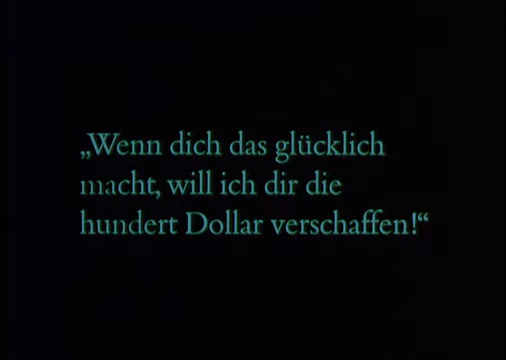 „Wenn dich das glücklich
macht, will ich dir die
hundert Dollar verschaffen!“